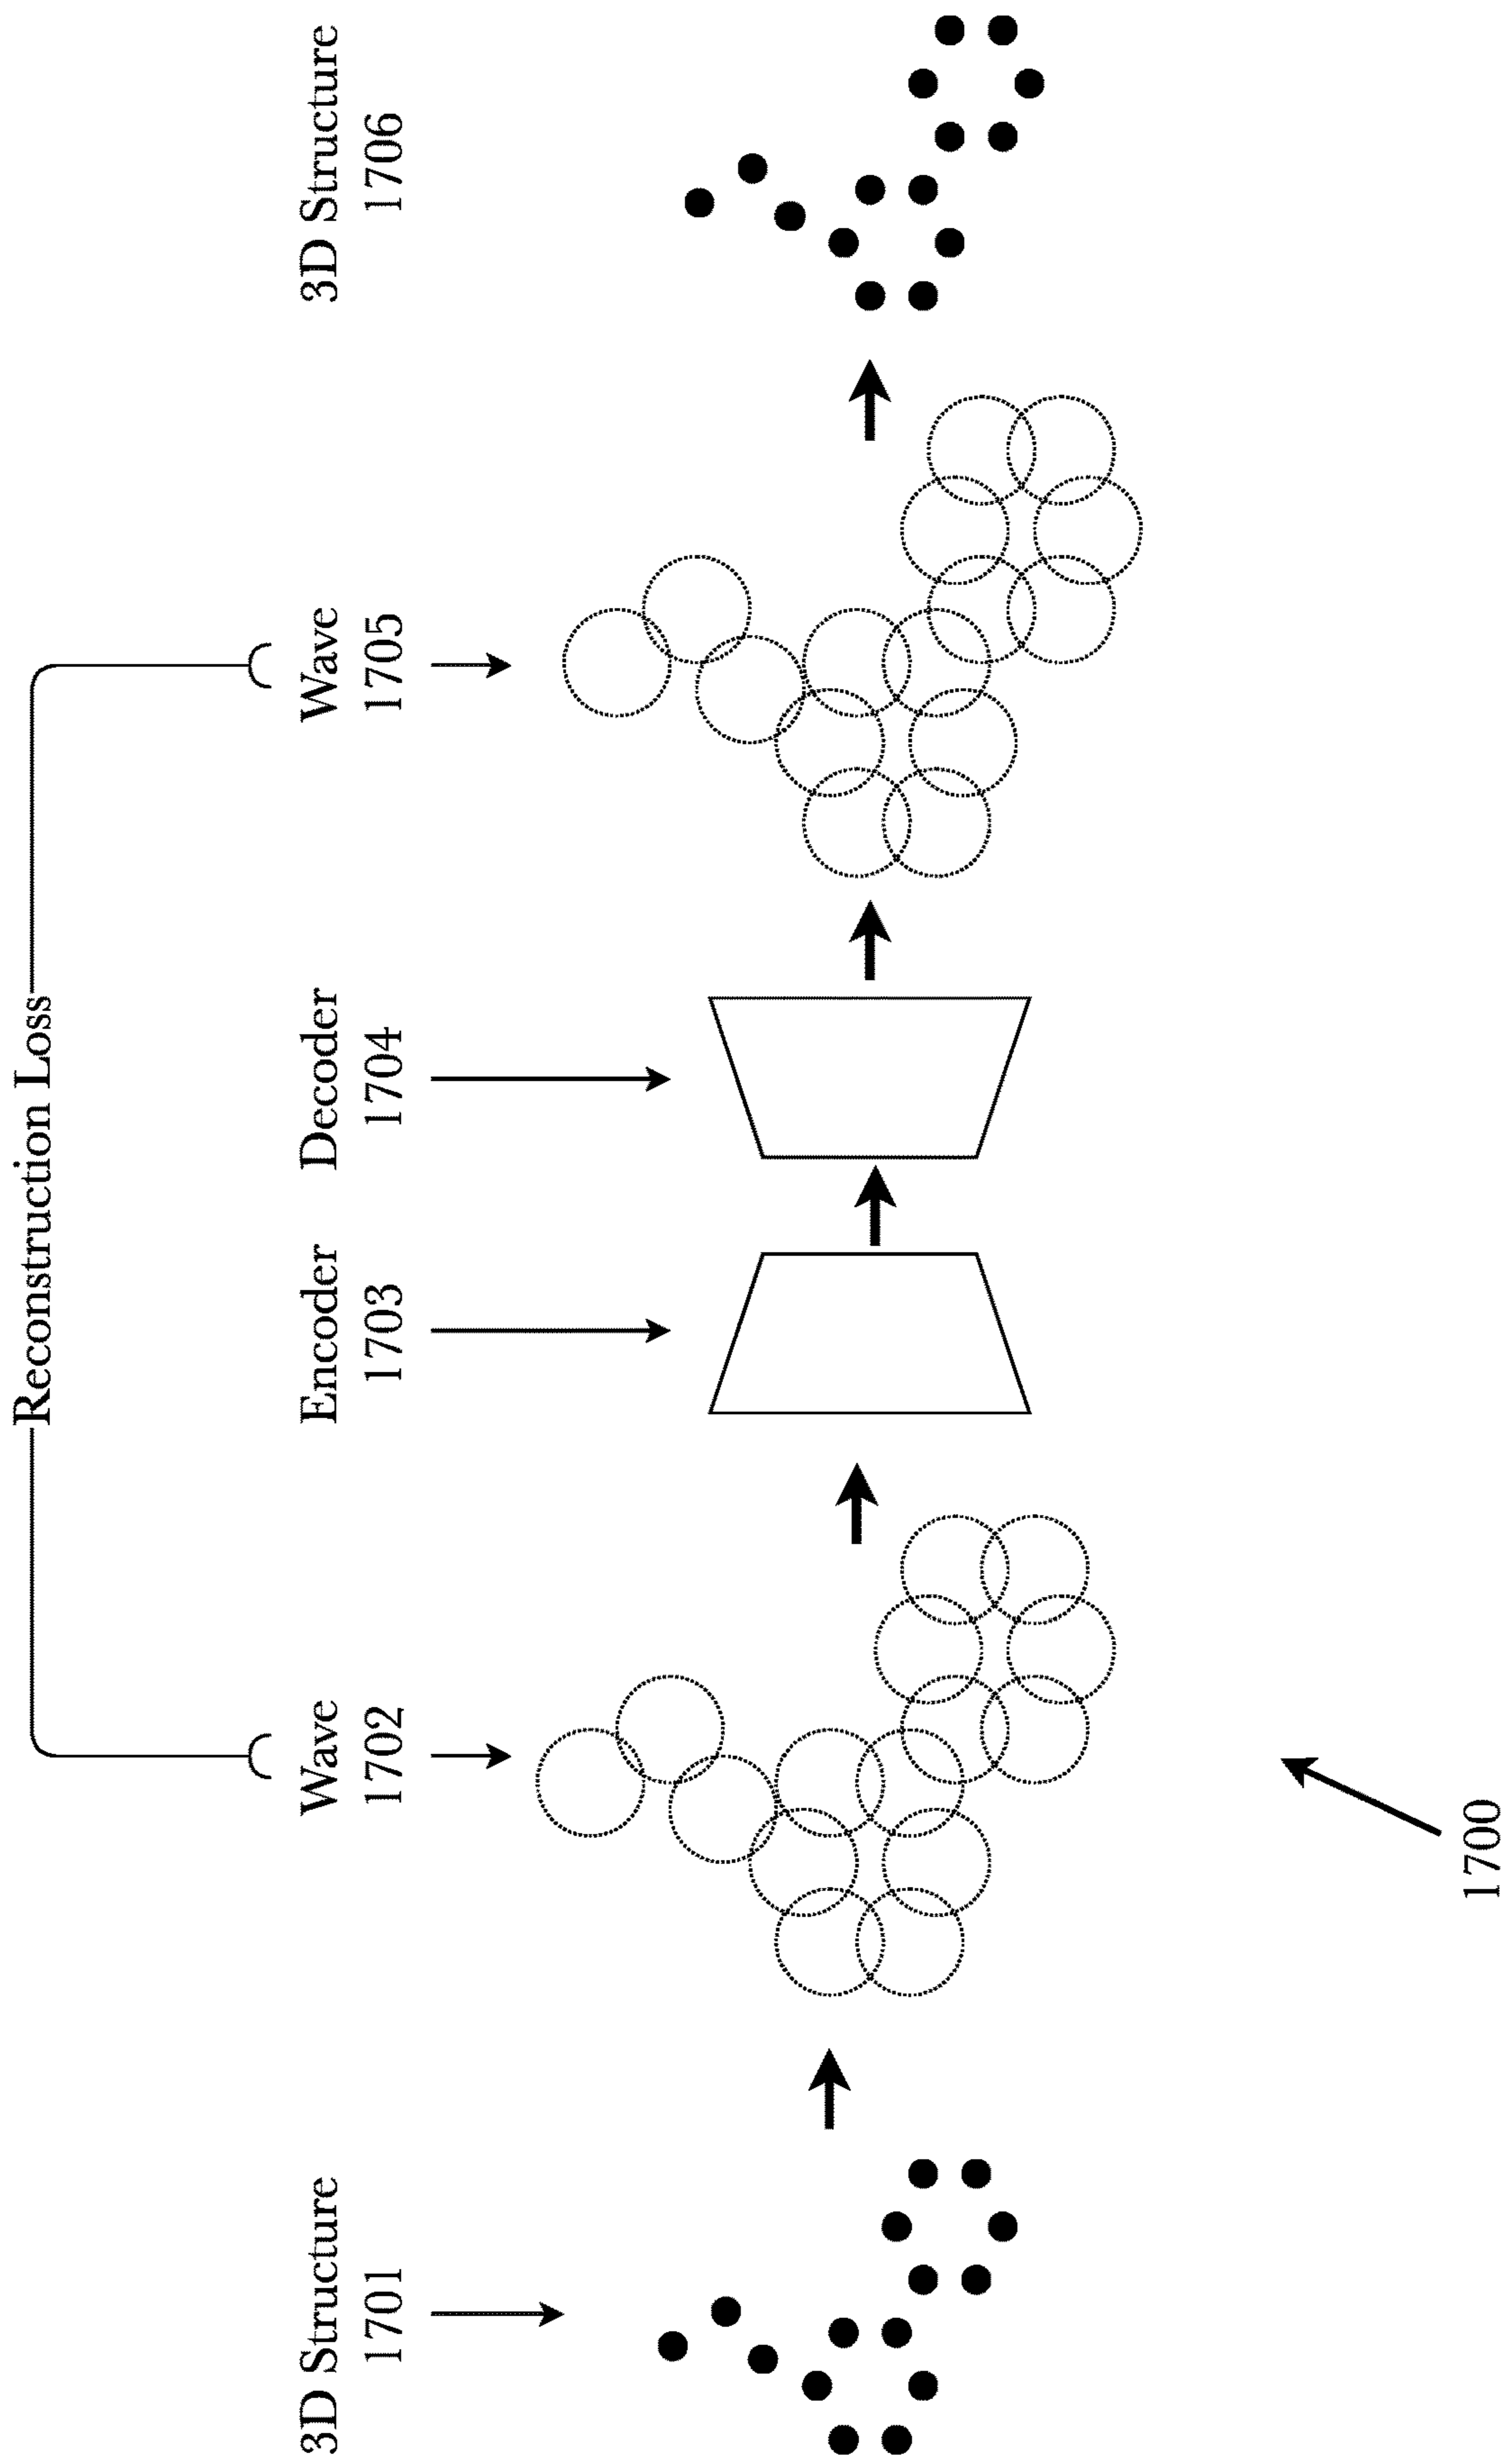 Reconstruction Loss
3D Structure
1701
Wave
1702
Encoder
1703
Decoder
1704
Wave
1705
3D Structure
1706
1700